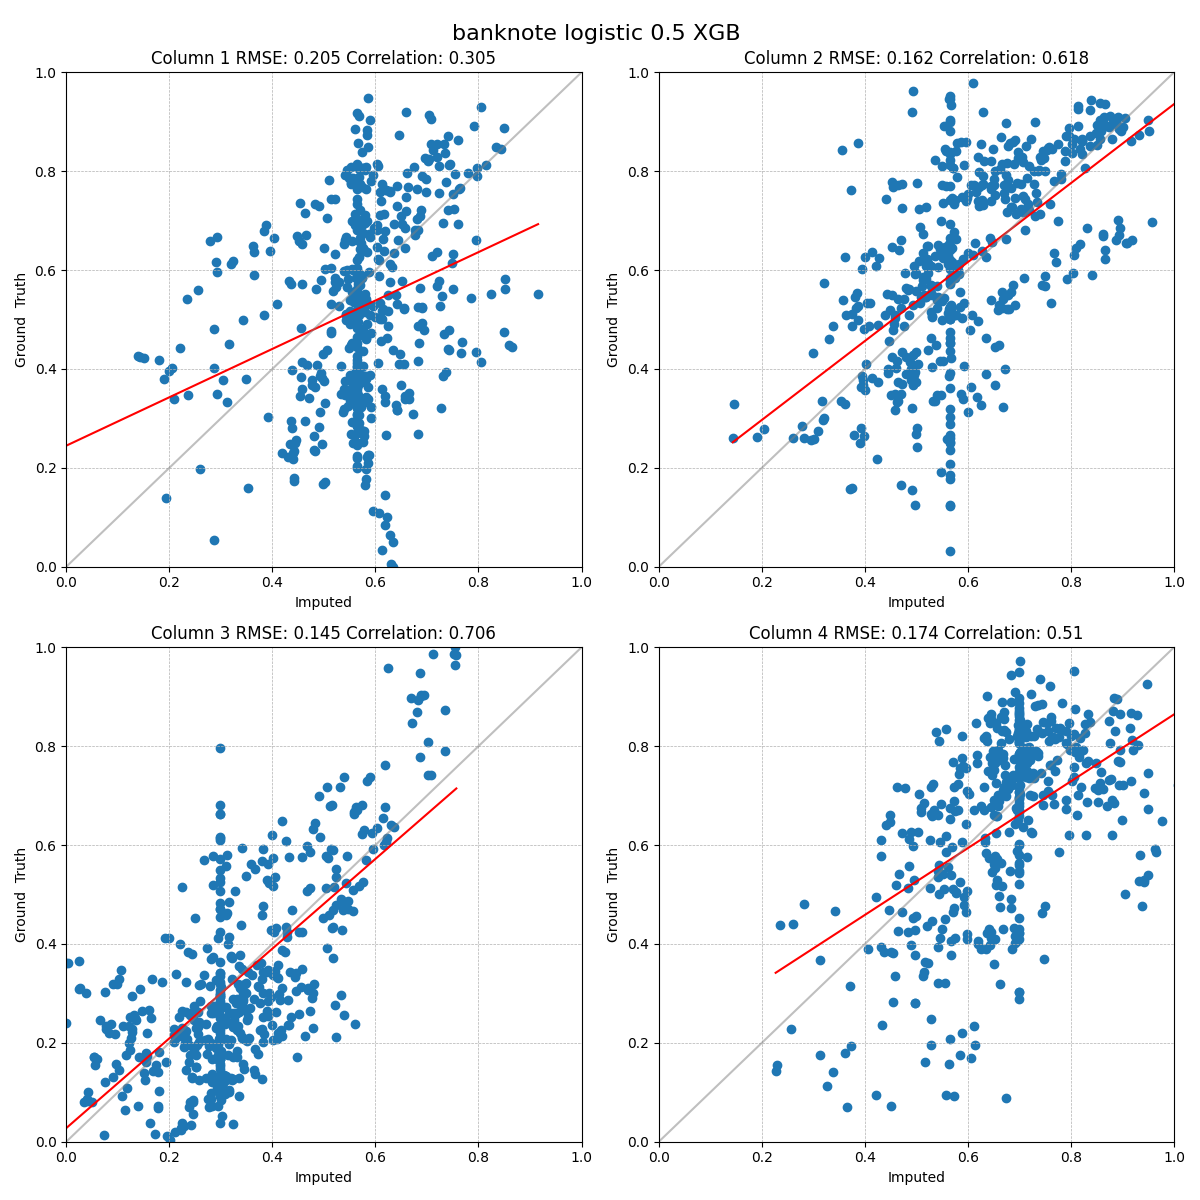 banknote logistic 0.5 XGB
Column 1 RMSE: 0.205 Correlation: 0.305
1.0
0.8
0.6
0.4
0.2
0.0
Ground Truth
0.0 0.2 0.4 0.6 0.8 1.0
Imputed
Column 2 RMSE: 0.162 Correlation: 0.618
1.0
0.8
0.6
0.4
0.2
0.0
Ground Truth
0.0 0.2 0.4 0.6 0.8 1.0
Imputed
Column 3 RMSE: 0.145 Correlation: 0.706
1.0
0.8
0.6
0.4
0.2
0.0
Ground Truth
0.0 0.2 0.4 0.6 0.8 1.0
Imputed
Column 4 RMSE: 0.174 Correlation: 0.51
1.0
0.8
0.6
0.4
0.2
0.0
Ground Truth
0.0 0.2 0.4 0.6 0.8 1.0
Imputed